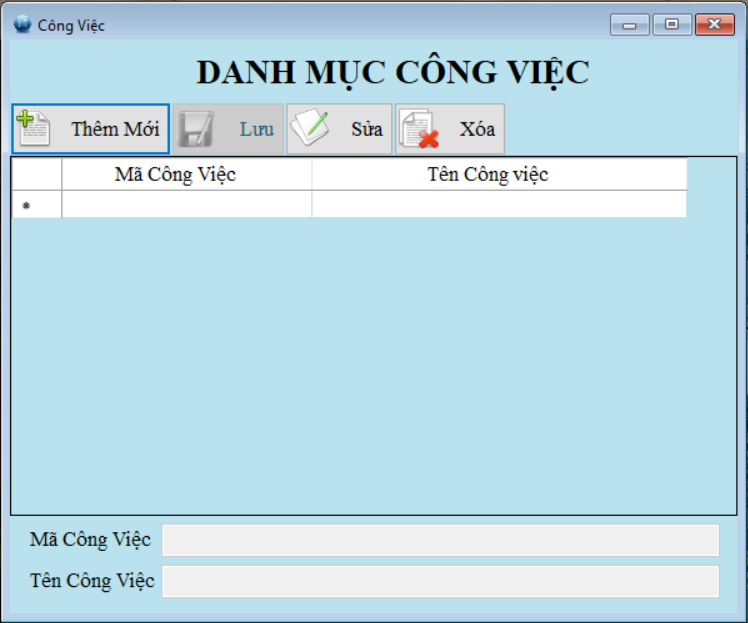 Công Việc
DANH MỤC CÔNG VIỆC
Thêm Mới Lưu Sửa Xóa
Mã Công Việc Tên Công việc
Mã Công Việc
Tên Công Việc